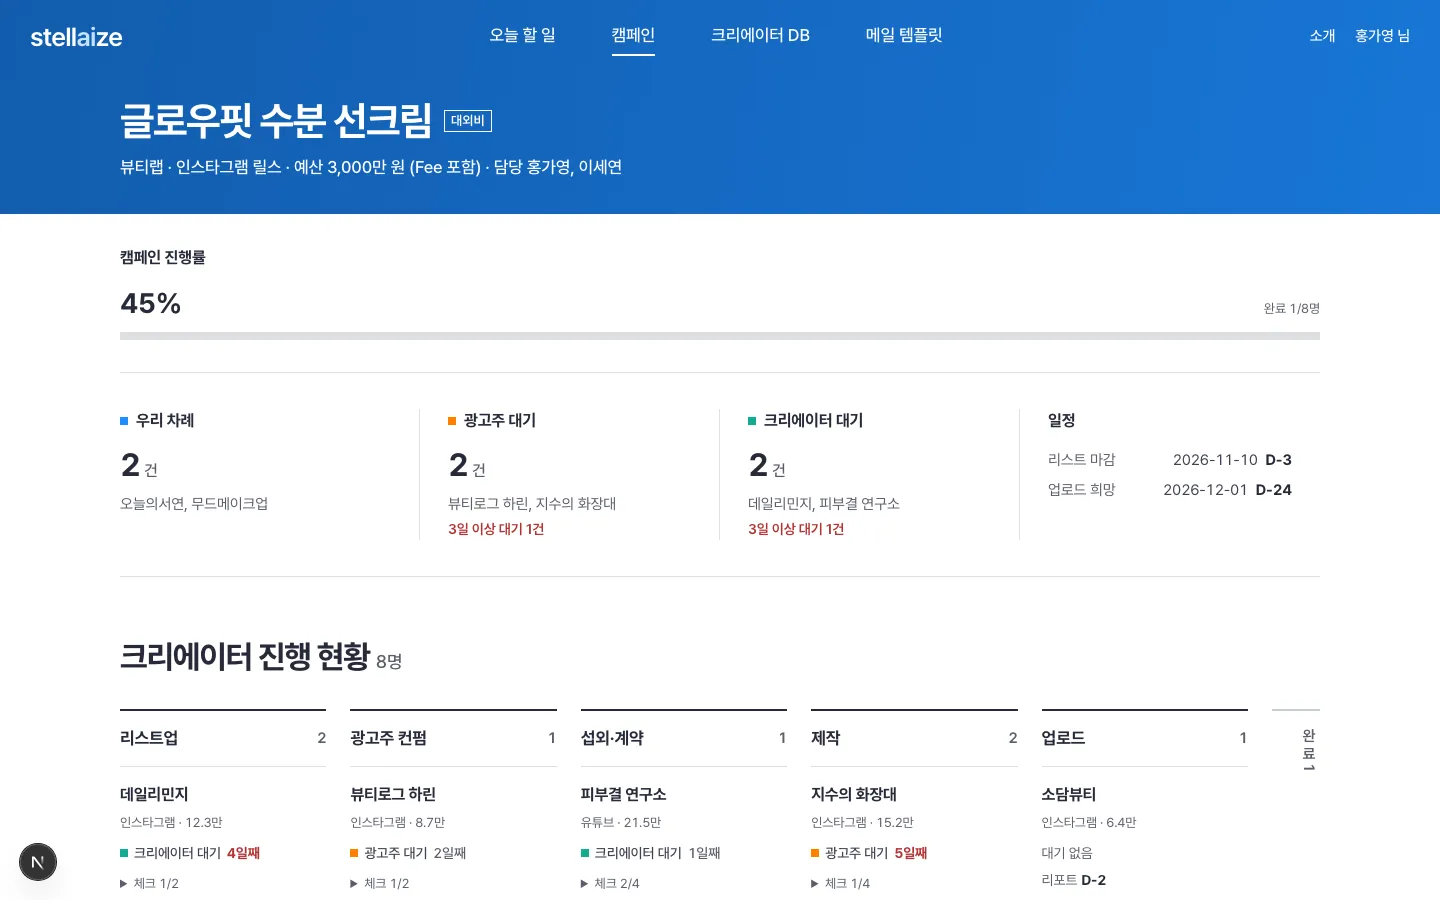 stellaize
오늘 할 일
캠페인
크리에이터 DB
메일 템플릿
소개
홍가영 님
글로우핏 수분 선크림 대외비
뷰티랩 · 인스타그램 릴스 · 예산 3,000만 원 (Fee 포함) · 담당 홍가영, 이세연
캠페인 진행률
45%
완료 1/8명
우리 차례
2 건
오늘의서연, 무드메이크업
광고주 대기
2 건
뷰티로그 하린, 지수의 화장대
3일 이상 대기 1건
크리에이터 대기
2 건
데일리민지, 피부결 연구소
3일 이상 대기 1건
일정
리스트 마감 2026-11-10 D-3
업로드 희망 2026-12-01 D-24
크리에이터 진행 현황 8명
리스트업 2
데일리민지
인스타그램 · 12.3만
크리에이터 대기 4일째
▶ 체크 1/2
광고주 컨펌 1
뷰티로그 하린
인스타그램 · 8.7만
광고주 대기 2일째
▶ 체크 1/2
섭외·계약 1
피부결 연구소
유튜브 · 21.5만
크리에이터 대기 1일째
▶ 체크 2/4
제작 2
지수의 화장대
인스타그램 · 15.2만
광고주 대기 5일째
▶ 체크 1/4
업로드 1
소담뷰티
인스타그램 · 6.4만
대기 없음
리포트 D-2
완료 1
N